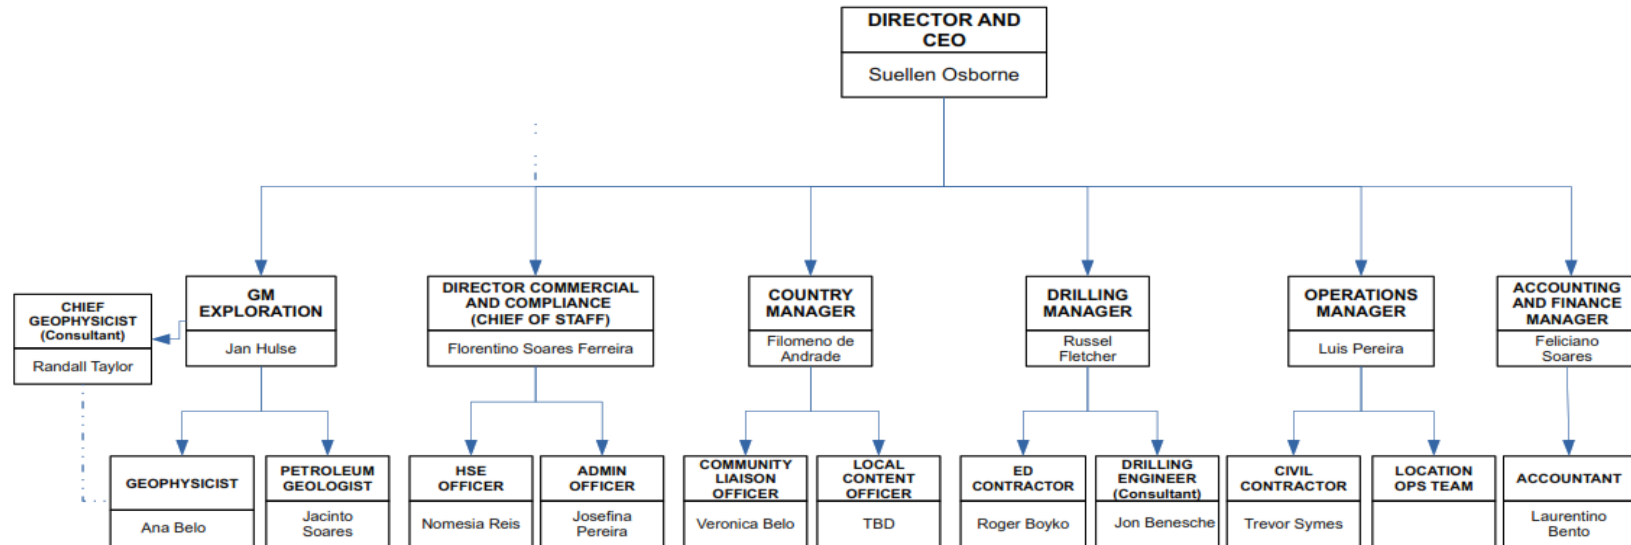 DIRECTOR AND
CEO
Suellen Osborne
GM
EXPLORATION
Jan Hulse
DIRECTOR COMMERCIAL
AND COMPLIANCE
(CHIEF OF STAFF)
Florentino Soares Ferreira
COUNTRY
MANAGER
Filomeno de
Andrade
DRILLING
MANAGER
Russel
Fletcher
OPERATIONS
MANAGER
Luis Pereira
ACCOUNTING
AND FINANCE
MANAGER
Feliciano
Soares
CHIEF
GEOPHYSICIST
(Consultant)
Randall Taylor
GEOPHYSICIST
Ana Belo
PETROLEUM
GEOLOGIST
Jacinto
Soares
HSE
OFFICER
Nomesia Reis
ADMIN
OFFICER
Josefina
Pereira
COMMUNITY
LIAISON
OFFICER
Veronica Belo
LOCAL
CONTENT
OFFICER
TBD
ED
CONTRACTOR
Roger Boyko
DRILLING
ENGINEER
(Consultant)
Jon Benesche
CIVIL
CONTRACTOR
Trevor Symes
LOCATION
OPS TEAM
ACCOUNTANT
Laurentino
Bento